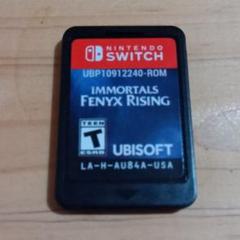 NINTENDO
SWITCH
UBP10912240-ROM
IMMORTALS
FENYX RISING
TEEN
T
ESRB
UBISOFT
LA-H-AU84A-USA